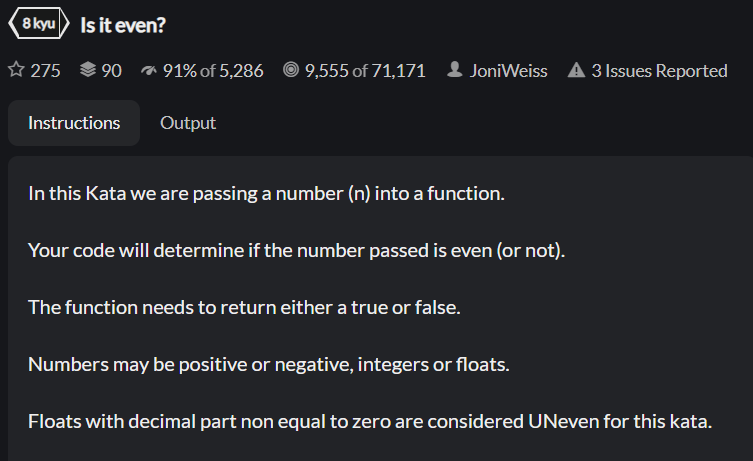 8 kyu Is it even?
275 90 91% of 5,286 9,555 of 71,171 JoniWeiss 3 Issues Reported
Instructions Output
In this Kata we are passing a number (n) into a function.
Your code will determine if the number passed is even (or not).
The function needs to return either a true or false.
Numbers may be positive or negative, integers or floats.
Floats with decimal part non equal to zero are considered UNeven for this kata.